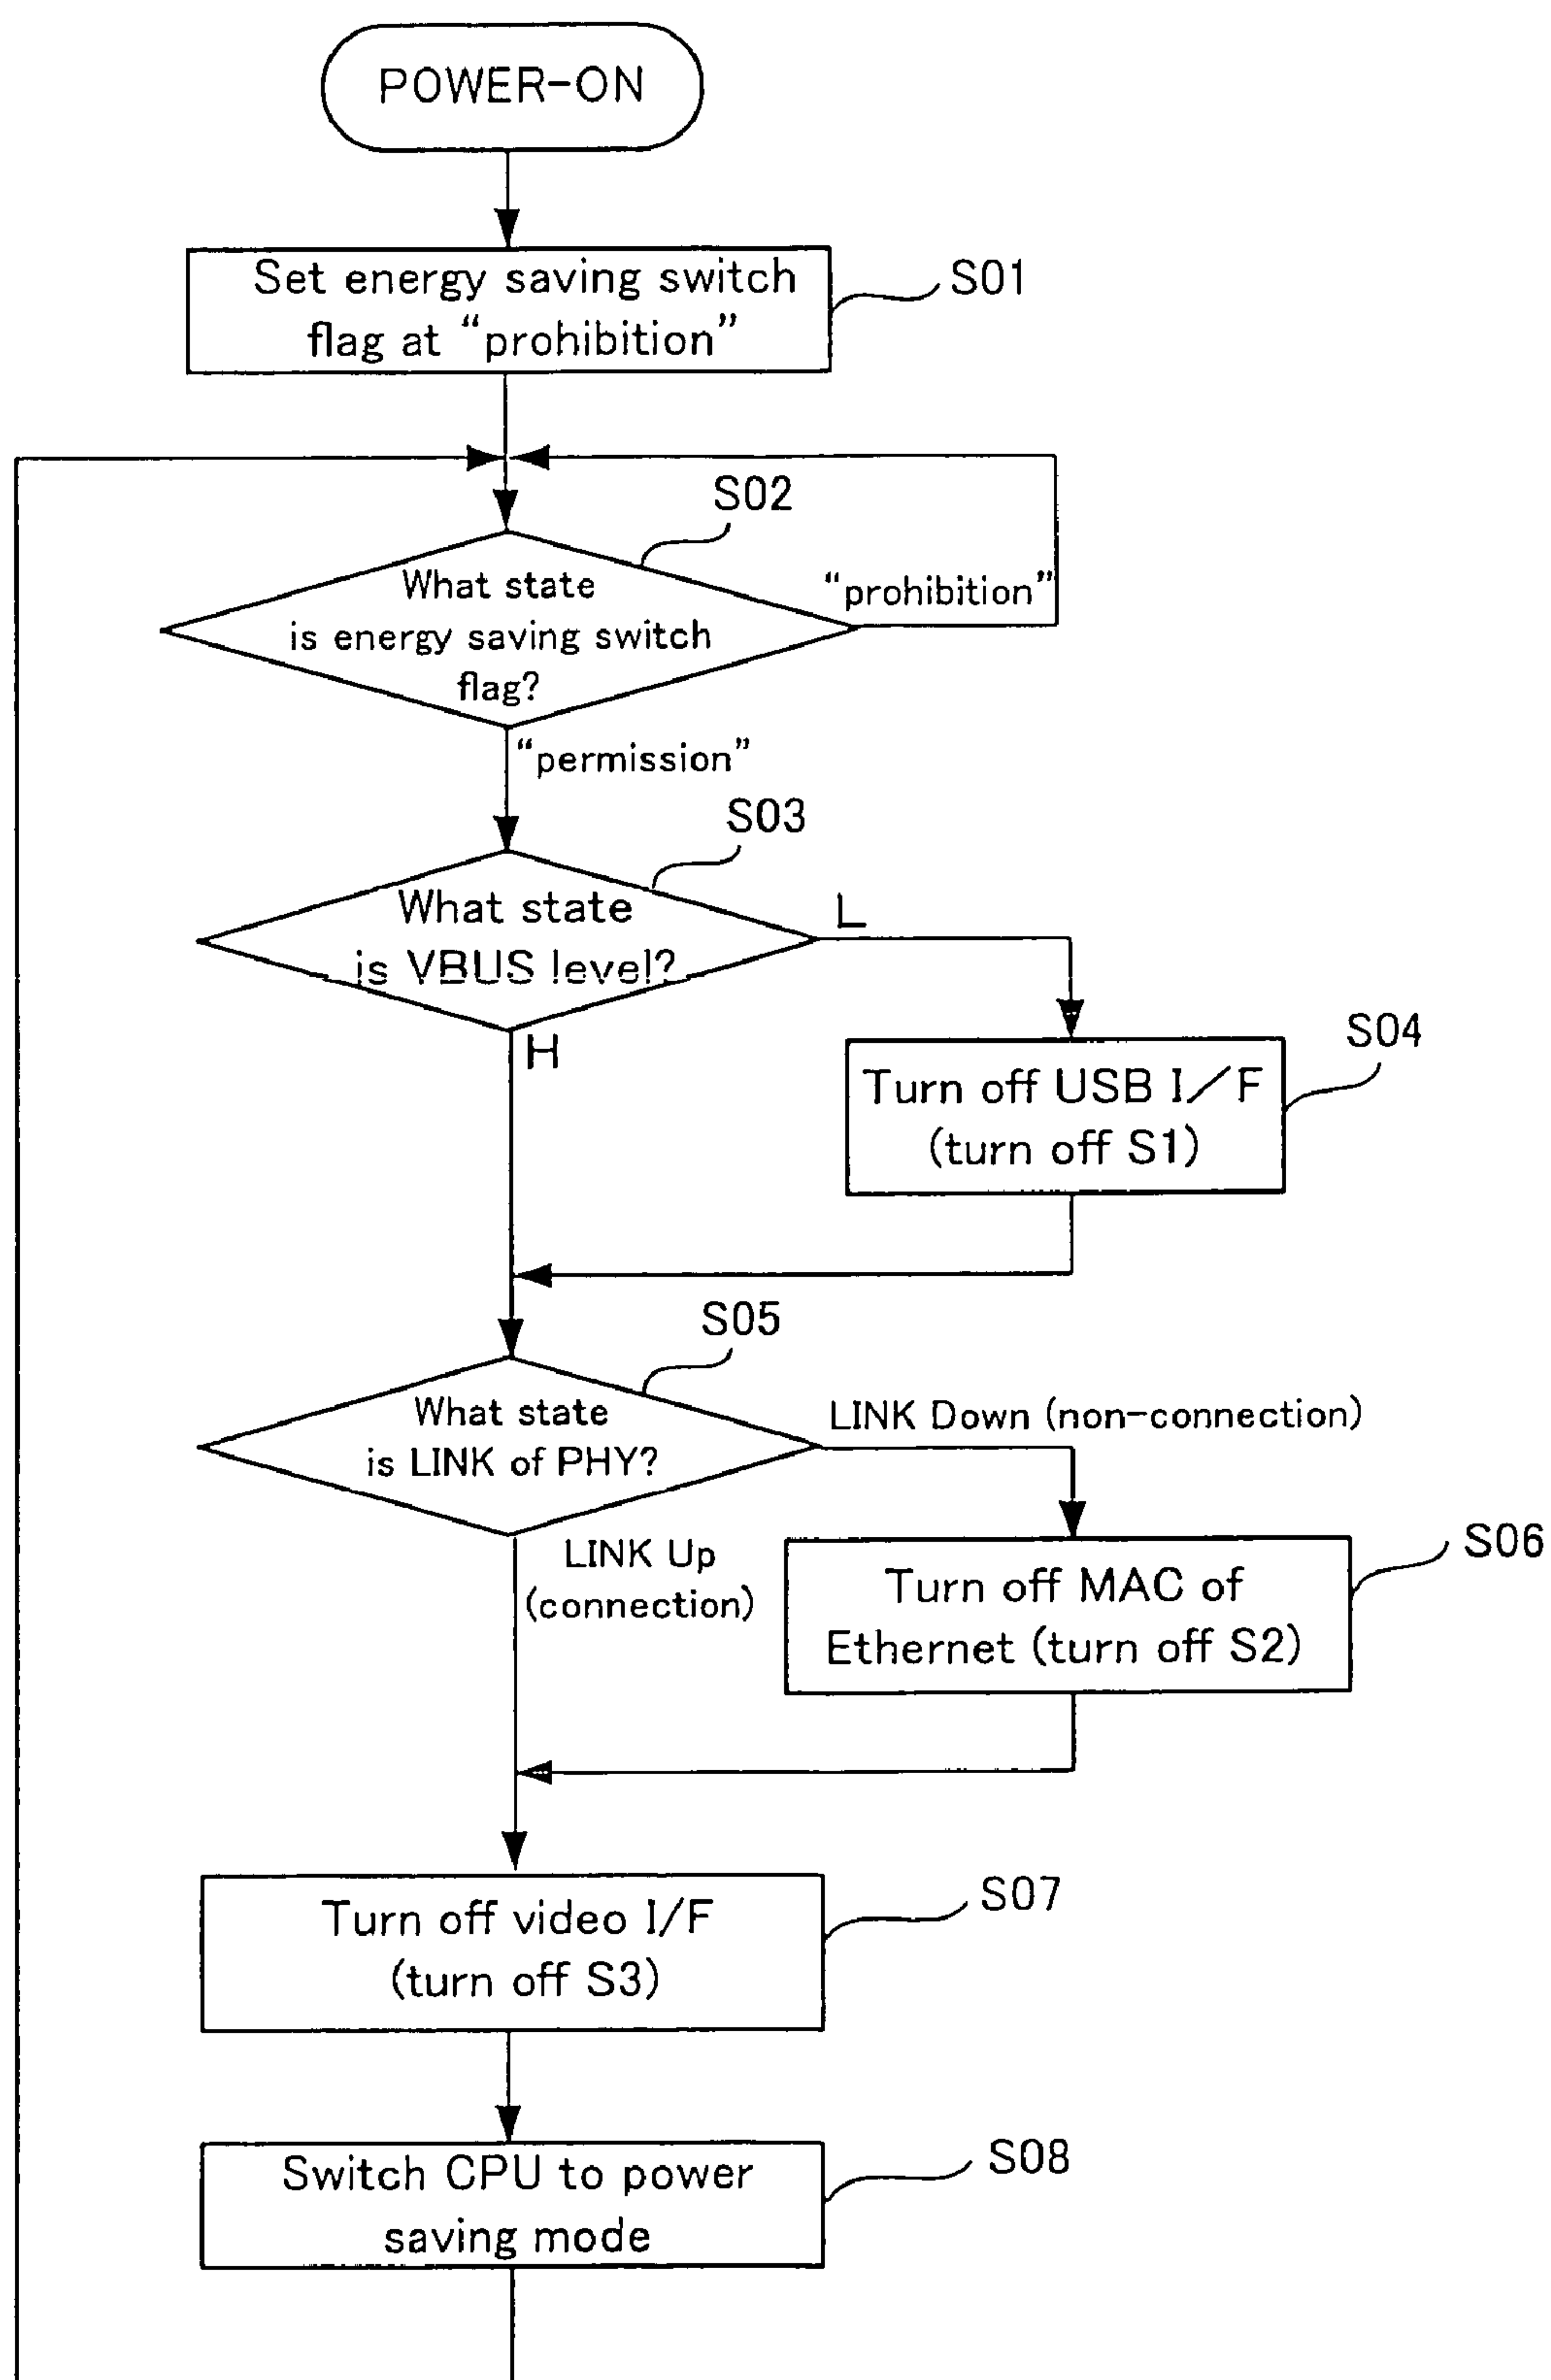 POWER-ON
Set energy saving switch
flag at “prohibition”
S01
S02
What state
is energy saving switch
flag?
“prohibition”
“permission”
S03
What state
is VBUS level?
L
H
S04
Turn off USB I/F
(turn off S1)
S05
What state
is LINK of PHY?
LINK Down (non-connection)
LINK Up
(connection)
S06
Turn off MAC of
Ethernet (turn off S2)
Turn off video I/F
(turn off S3)
S07
Switch CPU to power
saving mode
S08